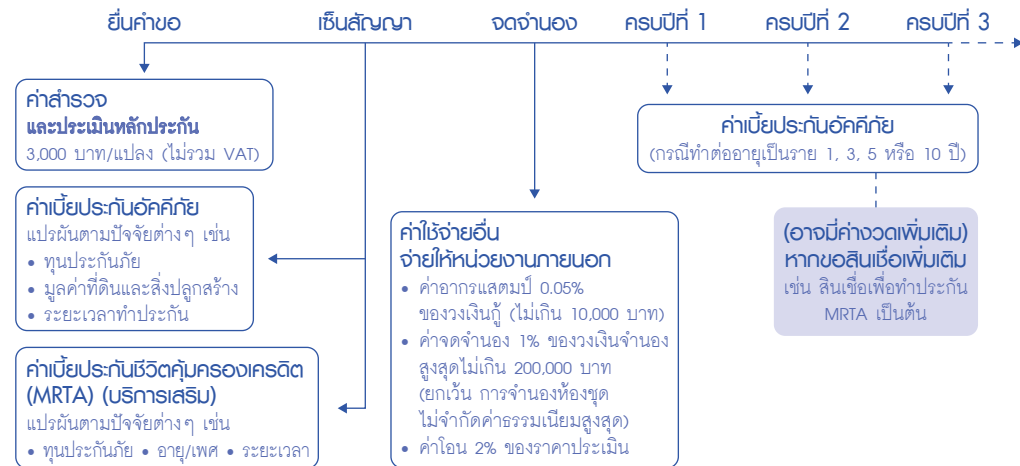 ยื่นคำขอ
เซ็นสัญญา
จดจำนอง
ครบปีที่ 1
ครบปีที่ 2
ครบปีที่ 3
ค่าสำรวจ
และประเมินหลักประกัน
3,000 บาท/แปลง (ไม่รวม VAT)
ค่าเบี้ยประกันอัคคีภัย
แปรผันตามปัจจัยต่างๆ เช่น
• ทุนประกันภัย
• มูลค่าที่ดินและสิ่งปลูกสร้าง
• ระยะเวลาทำประกัน
ค่าเบี้ยประกันชีวิตคุ้มครองเครดิต
(MRTA) (บริการเสริม)
แปรผันตามปัจจัยต่างๆ เช่น
• ทุนประกันภัย • อายุ/เพศ • ระยะเวลา
ค่าใช้จ่ายอื่น
จ่ายให้หน่วยงานภายนอก
• ค่าอากรแสตมป์ 0.05%
ของวงเงินกู้ (ไม่เกิน 10,000 บาท)
• ค่าจดจำนอง 1% ของวงเงินจำนอง
สูงสุดไม่เกิน 200,000 บาท
(ยกเว้น การจำนองห้องชุด
ไม่จำกัดค่าธรรมเนียมสูงสุด)
• ค่าโอน 2% ของราคาประเมิน
ค่าเบี้ยประกันอัคคีภัย
(กรณีทำต่ออายุเป็นราย 1, 3, 5 หรือ 10 ปี)
(อาจมีค่างวดเพิ่มเติม)
หากขอสินเชื่อเพิ่มเติม
เช่น สินเชื่อเพื่อทำประกัน
MRTA เป็นต้น